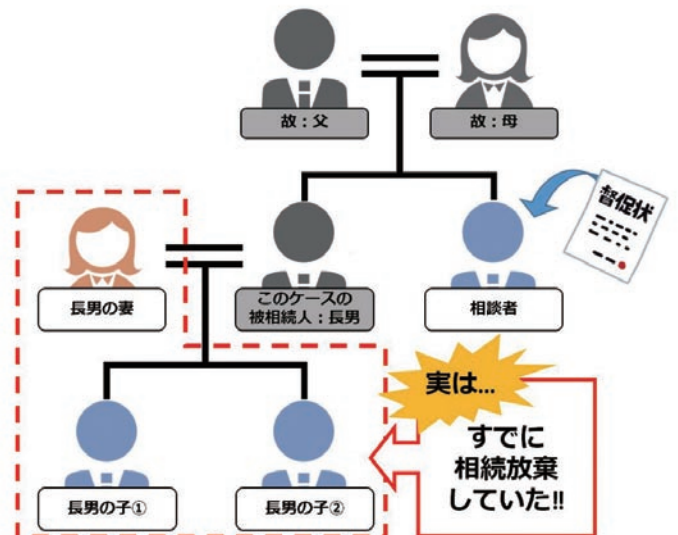 故：父
故：母
督促状
長男の妻
このケースの
被相続人：長男
相談者
実は...
すでに
相続放棄
していた!!
長男の子①
長男の子②